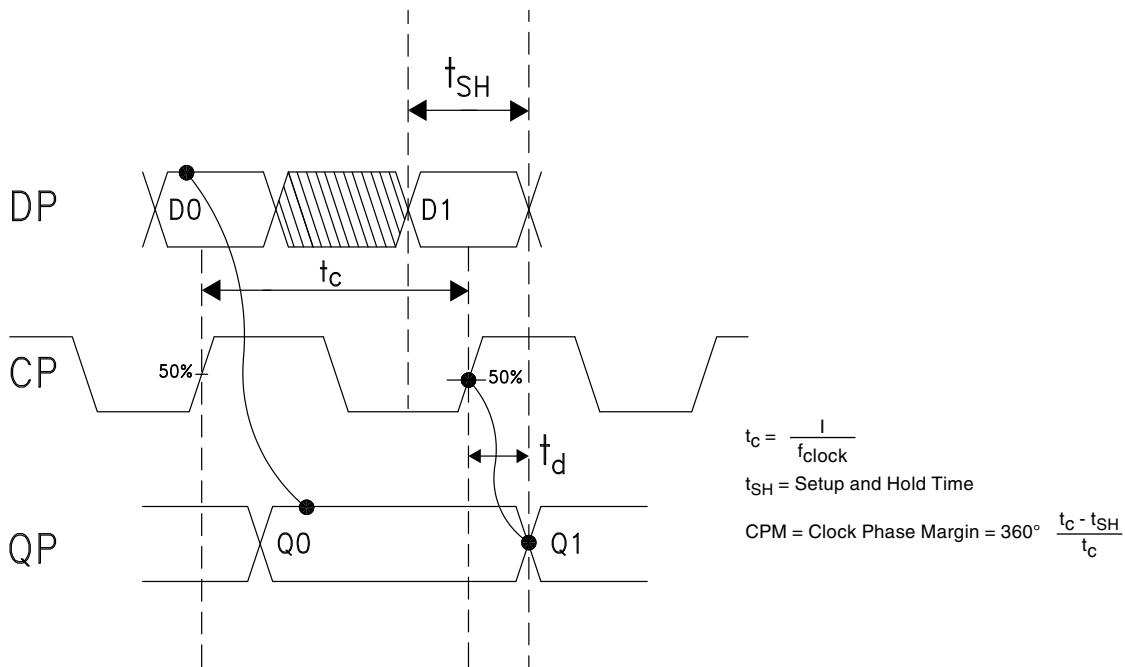 tSH
DP
D0
D1
tc
CP
50%
50%
td
QP
Q0
Q1
tc = I / fclock
tSH = Setup and Hold Time
CPM = Clock Phase Margin = 360° tc - tSH / tc